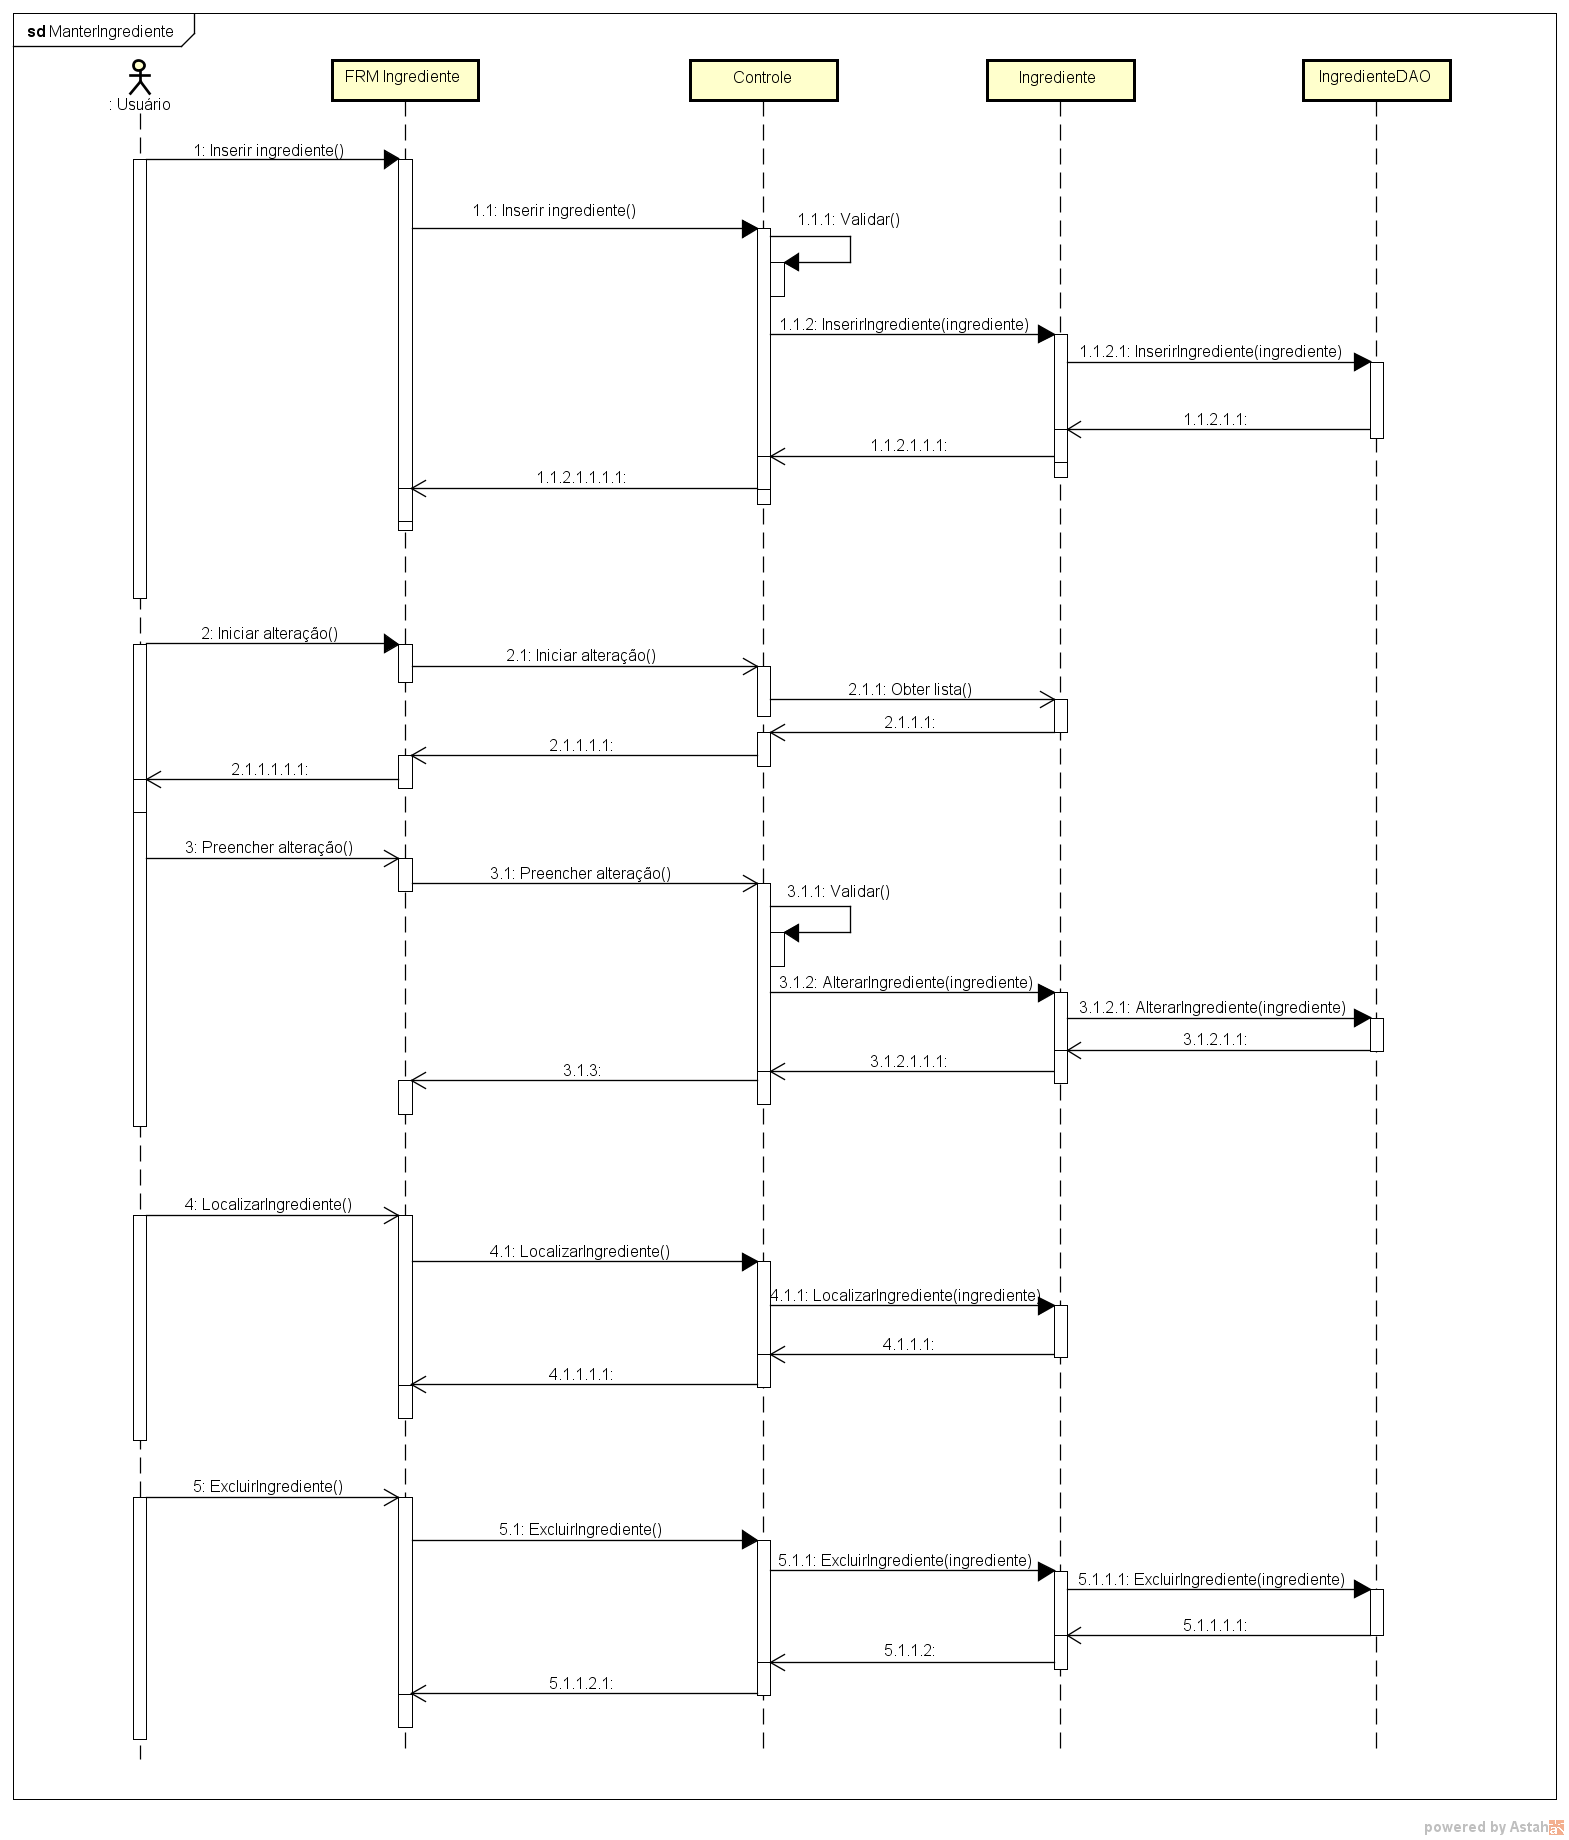 sd ManterIngrediente
: Usuário
FRM Ingrediente
Controle
Ingrediente
IngredienteDAO
1: Inserir ingrediente()
1.1: Inserir ingrediente()
1.1.1: Validar()
1.1.2: InserirIngrediente(ingrediente)
1.1.2.1: InserirIngrediente(ingrediente)
1.1.2.1.1:
1.1.2.1.1.1:
1.1.2.1.1.1.1:
2: Iniciar alteração()
2.1: Iniciar alteração()
2.1.1: Obter lista()
2.1.1.1:
2.1.1.1.1:
2.1.1.1.1.1:
3: Preencher alteração()
3.1: Preencher alteração()
3.1.1: Validar()
3.1.2: AlterarIngrediente(ingrediente)
3.1.2.1: AlterarIngrediente(ingrediente)
3.1.2.1.1:
3.1.2.1.1.1:
3.1.3:
4: LocalizarIngrediente()
4.1: LocalizarIngrediente()
4.1.1: LocalizarIngrediente(ingrediente)
4.1.1.1:
4.1.1.1.1:
5: ExcluirIngrediente()
5.1: ExcluirIngrediente()
5.1.1: ExcluirIngrediente(ingrediente)
5.1.1.1: ExcluirIngrediente(ingrediente)
5.1.1.1.1:
5.1.1.2:
5.1.1.2.1:
powered by Astah